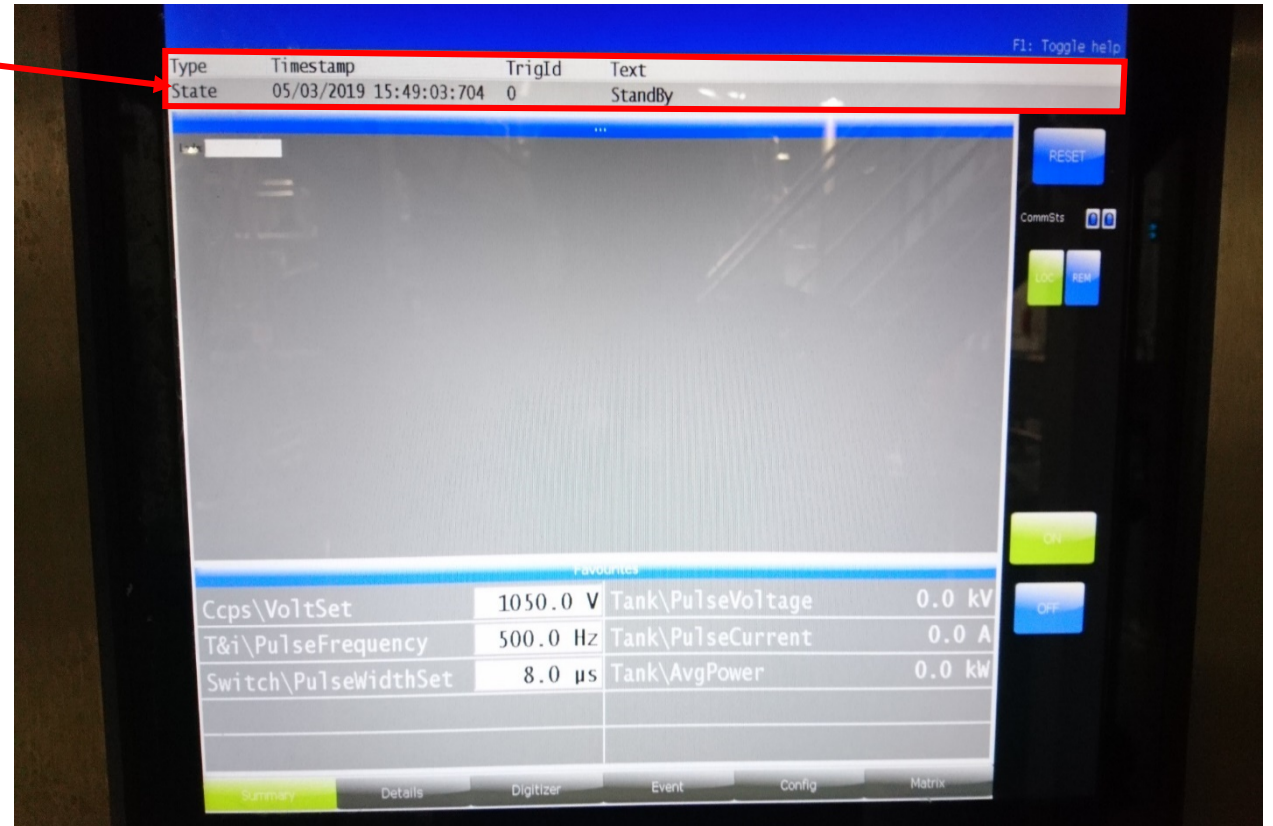 F1: Toggle help
Type Timestamp TrigId Text
State 05/03/2019 15:49:03:704 0 StandBy
...
RESET
CommSts
LOC REM
ON
Favourites
Ccps\VoltSet 1050.0 V Tank\PulseVoltage 0.0 kV
OFF
T&i\PulseFrequency 500.0 Hz Tank\PulseCurrent 0.0 A
Switch\PulseWidthSet 8.0 µs Tank\AvgPower 0.0 kW
Summary Details Digitizer Event Config Matrix